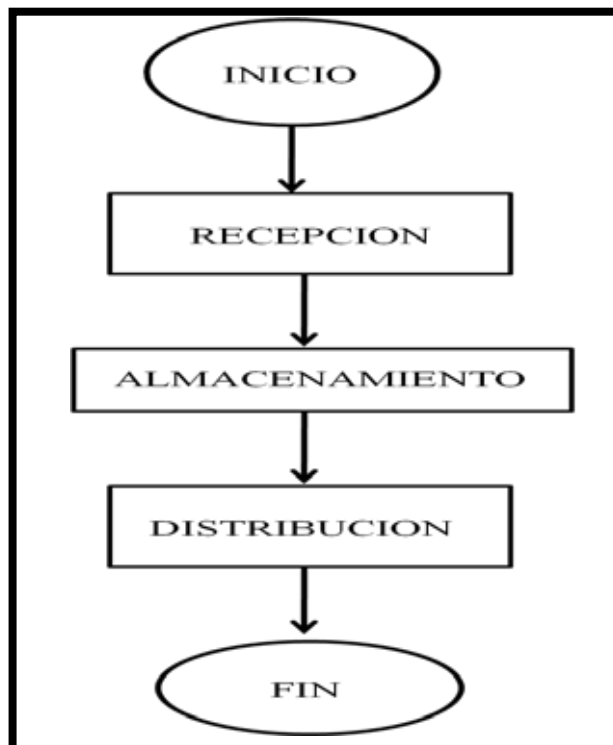 INICIO
RECEPCION
ALMACENAMIENTO
DISTRIBUCION
FIN